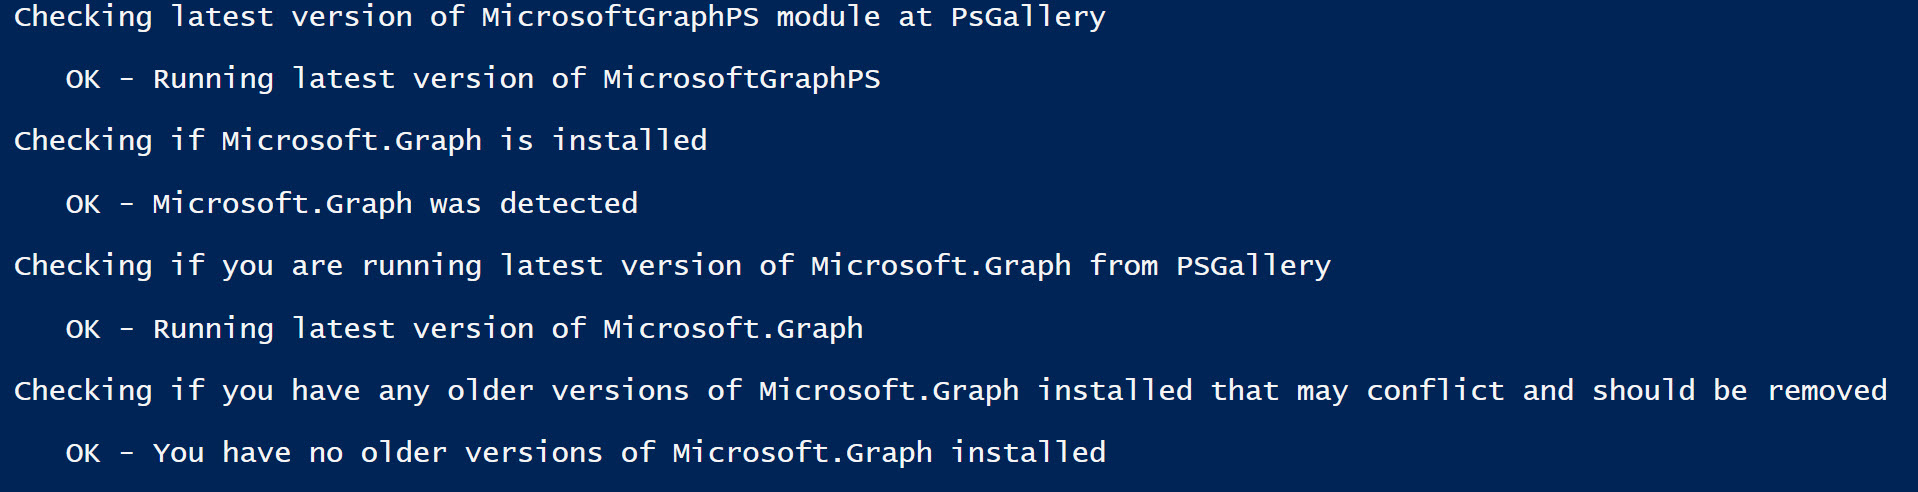 Checking latest version of MicrosoftGraphPS module at PsGallery
OK - Running latest version of MicrosoftGraphPS
Checking if Microsoft.Graph is installed
OK - Microsoft.Graph was detected
Checking if you are running latest version of Microsoft.Graph from PSGallery
OK - Running latest version of Microsoft.Graph
Checking if you have any older versions of Microsoft.Graph installed that may conflict and should be removed
OK - You have no older versions of Microsoft.Graph installed